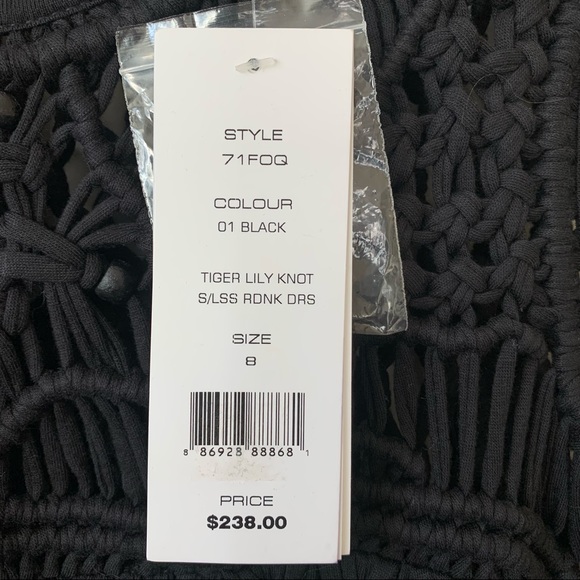 STYLE
71FOQ
COLOUR
01 BLACK
TIGER LILY KNOT
S/LSS RDNK DRS
SIZE
8
8 86928 88868 1
PRICE
$238.00